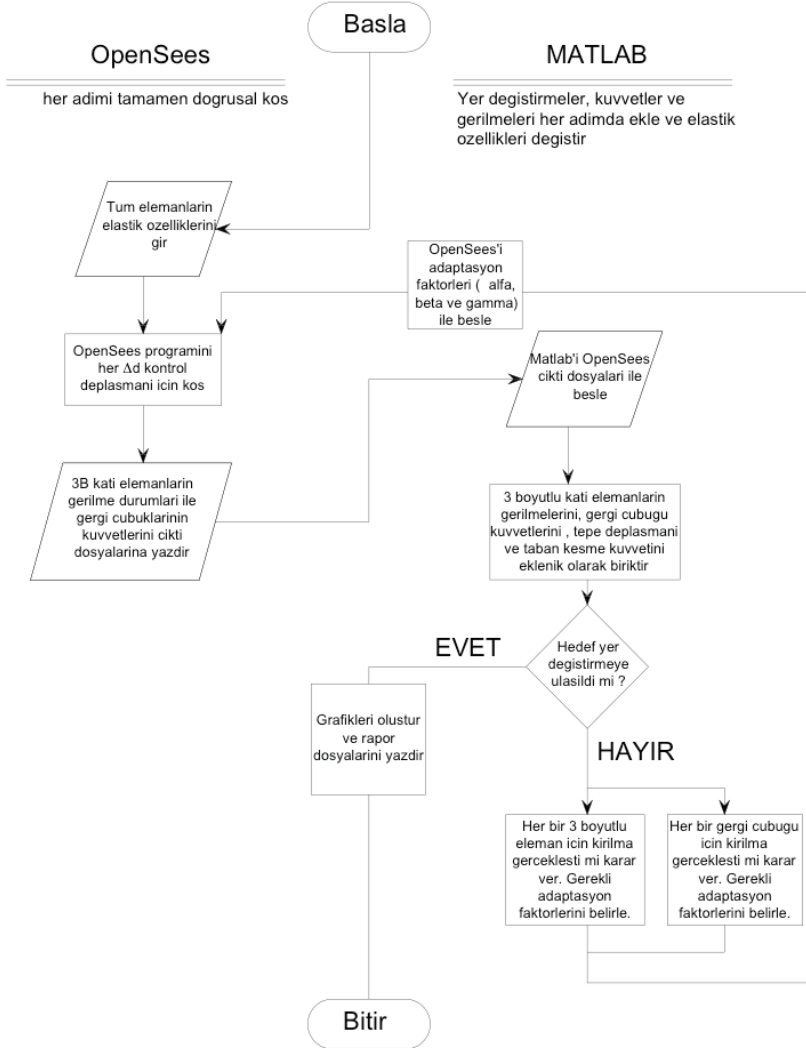 Basla
OpenSees
her adimi tamamen dogrusal kos
MATLAB
Yer degistirmeler, kuvvetler ve
gerilmeleri her adimda ekle ve elastik
ozellikleri degistir
Tum elemanlarin
elastik ozelliklerini
gir
OpenSees'i
adaptasyon
faktorleri ( alfa,
beta ve gamma)
ile besle
OpenSees programini
her Δd kontrol
deplasmani icin kos
Matlab'i OpenSees
cikti dosyalari ile
besle
3B kati elemanlarin
gerilme durumlari ile
gergi cubuklarinin
kuvvetlerini cikti
dosyalarina yazdir
3 boyutlu kati elemanlarin
gerilmelerini, gergi cubugu
kuvvetlerini , tepe deplasmani
ve taban kesme kuvvetini
eklenik olarak biriktir
Hedef yer
degistirmeye
ulasildi mi ?
EVET
Grafikleri olustur
ve rapor
dosyalarini yazdir
HAYIR
Her bir 3 boyutlu
eleman icin kirilma
gerceklesti mi karar
ver. Gerekli
adaptasyon
faktorlerini belirle.
Her bir gergi cubugu
icin kirilma
gerceklesti mi karar
ver. Gerekli
adaptasyon
faktorlerini belirle.
Bitir